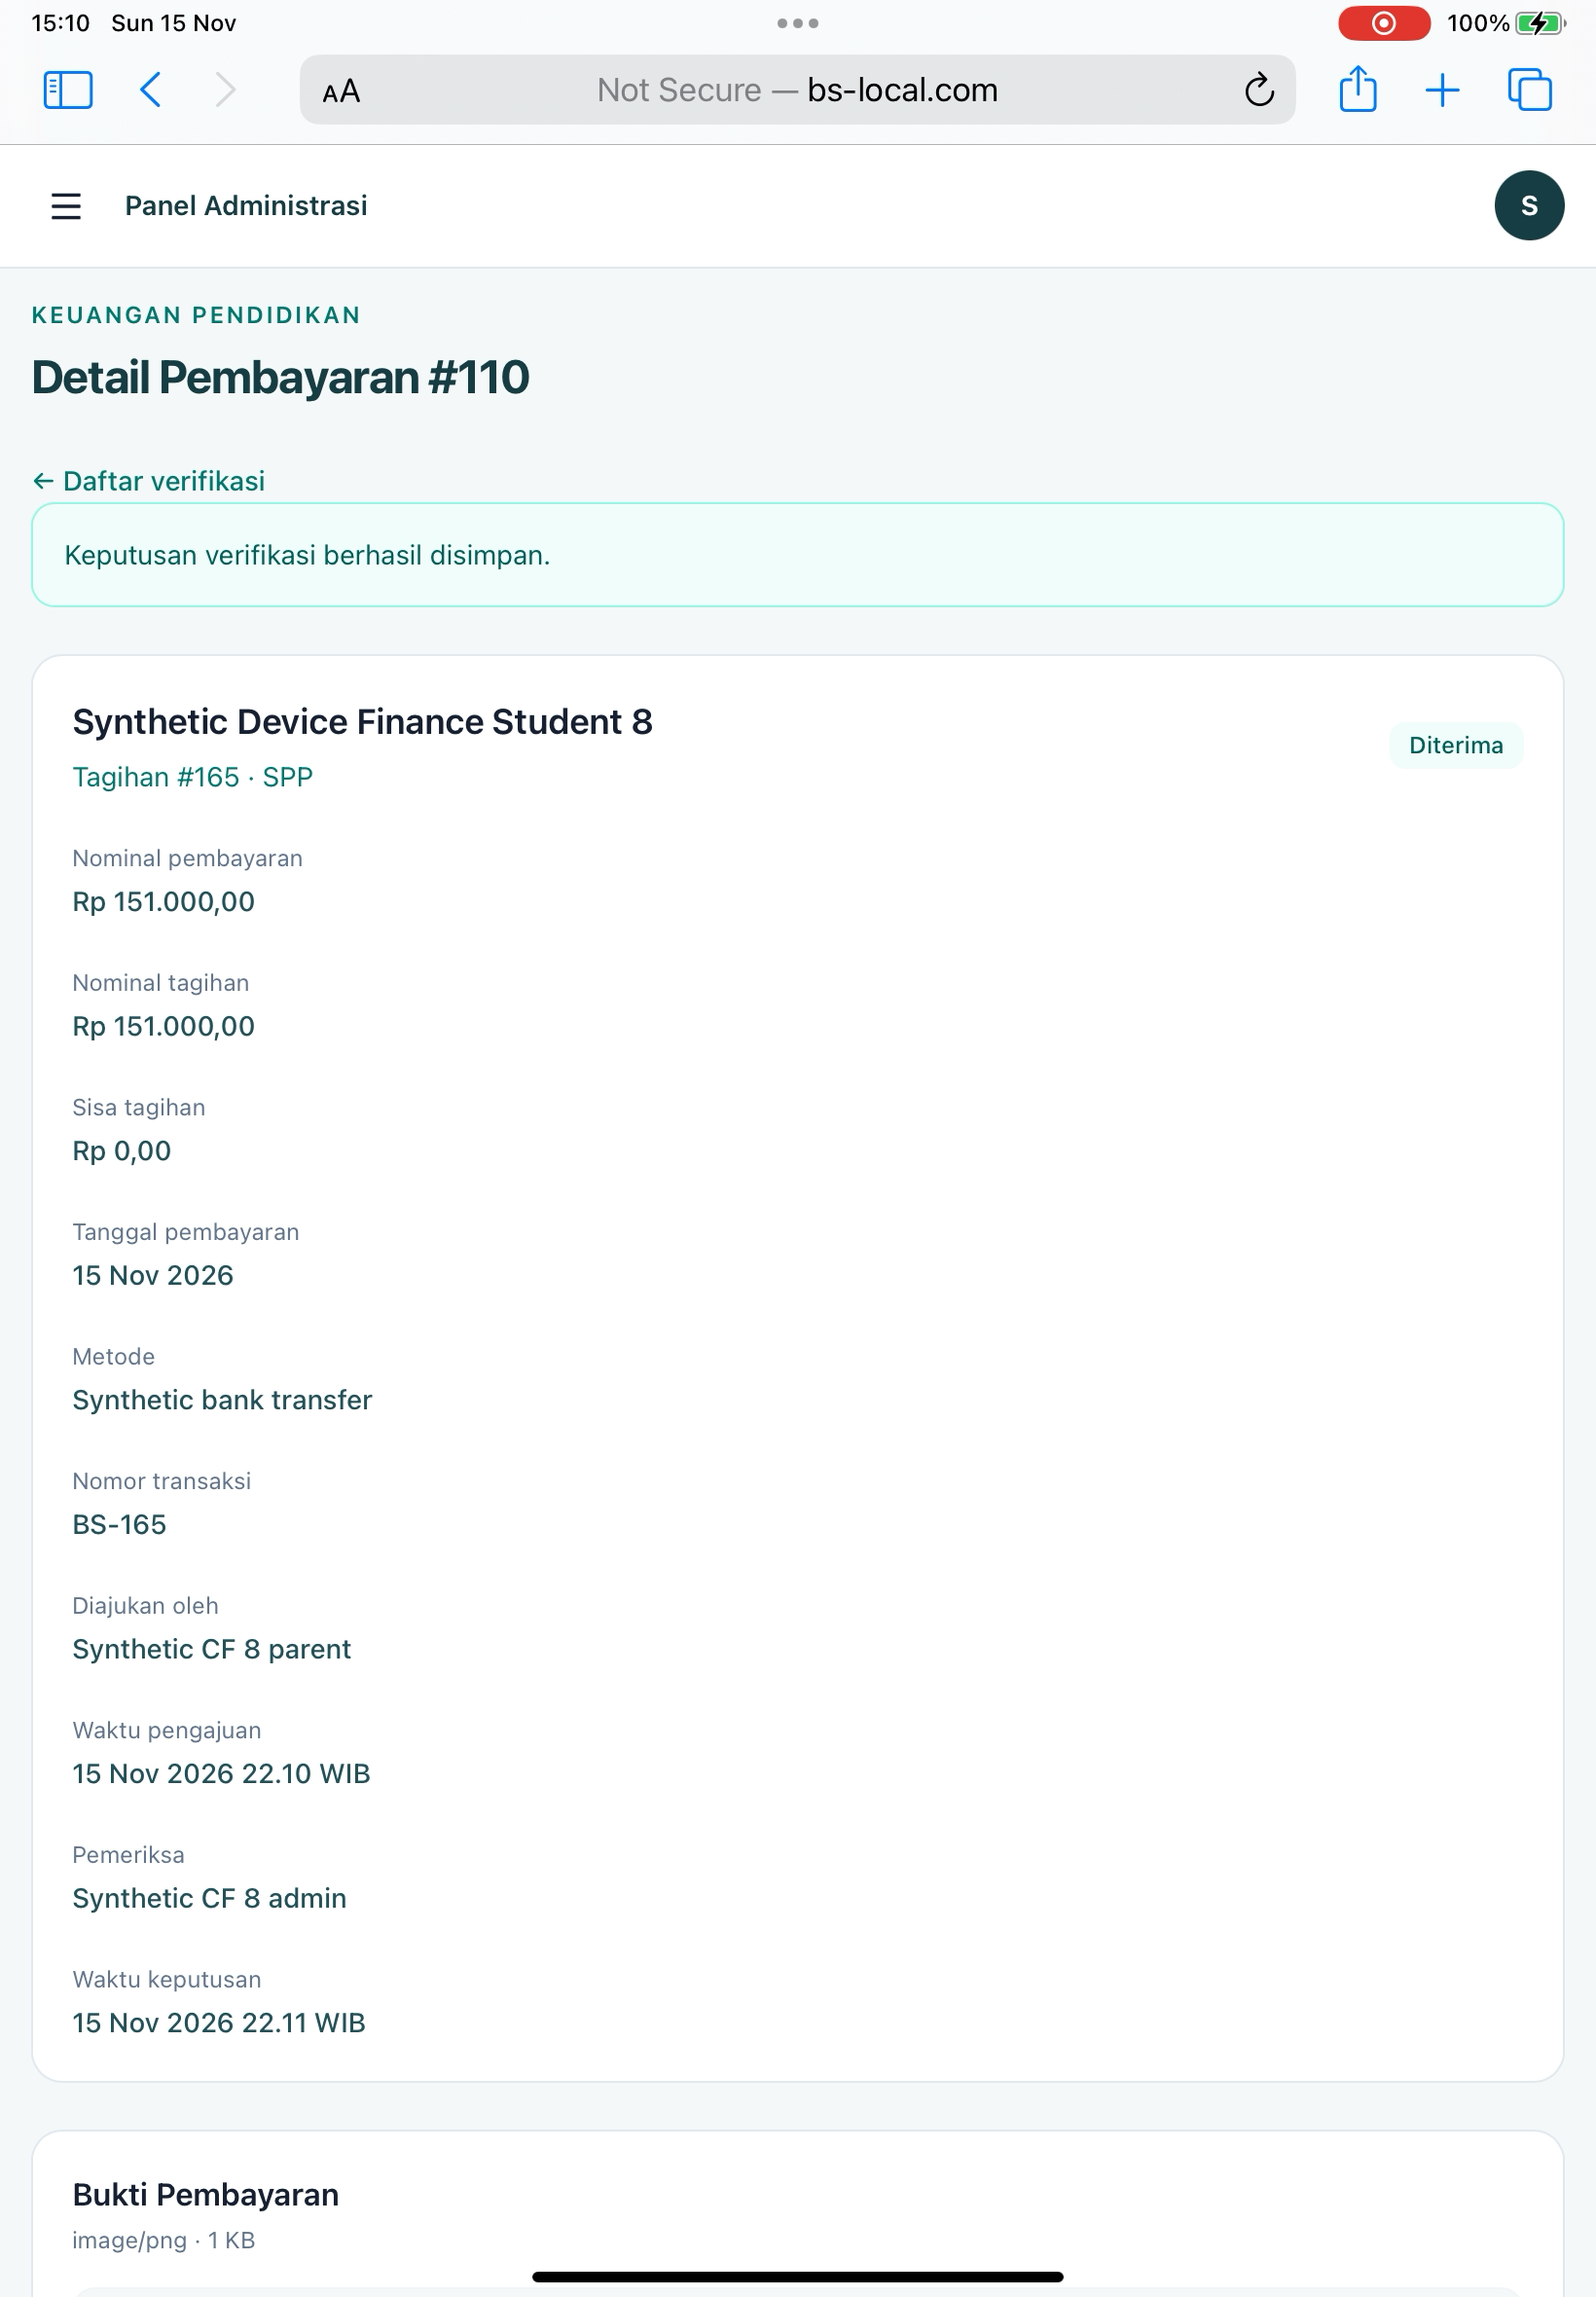 15:10 Sun 15 Nov
100%
AA Not Secure — bs-local.com
Panel Administrasi
S
KEUANGAN PENDIDIKAN
Detail Pembayaran #110
← Daftar verifikasi
Keputusan verifikasi berhasil disimpan.
Synthetic Device Finance Student 8
Diterima
Tagihan #165 · SPP
Nominal pembayaran
Rp 151.000,00
Nominal tagihan
Rp 151.000,00
Sisa tagihan
Rp 0,00
Tanggal pembayaran
15 Nov 2026
Metode
Synthetic bank transfer
Nomor transaksi
BS-165
Diajukan oleh
Synthetic CF 8 parent
Waktu pengajuan
15 Nov 2026 22.10 WIB
Pemeriksa
Synthetic CF 8 admin
Waktu keputusan
15 Nov 2026 22.11 WIB
Bukti Pembayaran
image/png · 1 KB